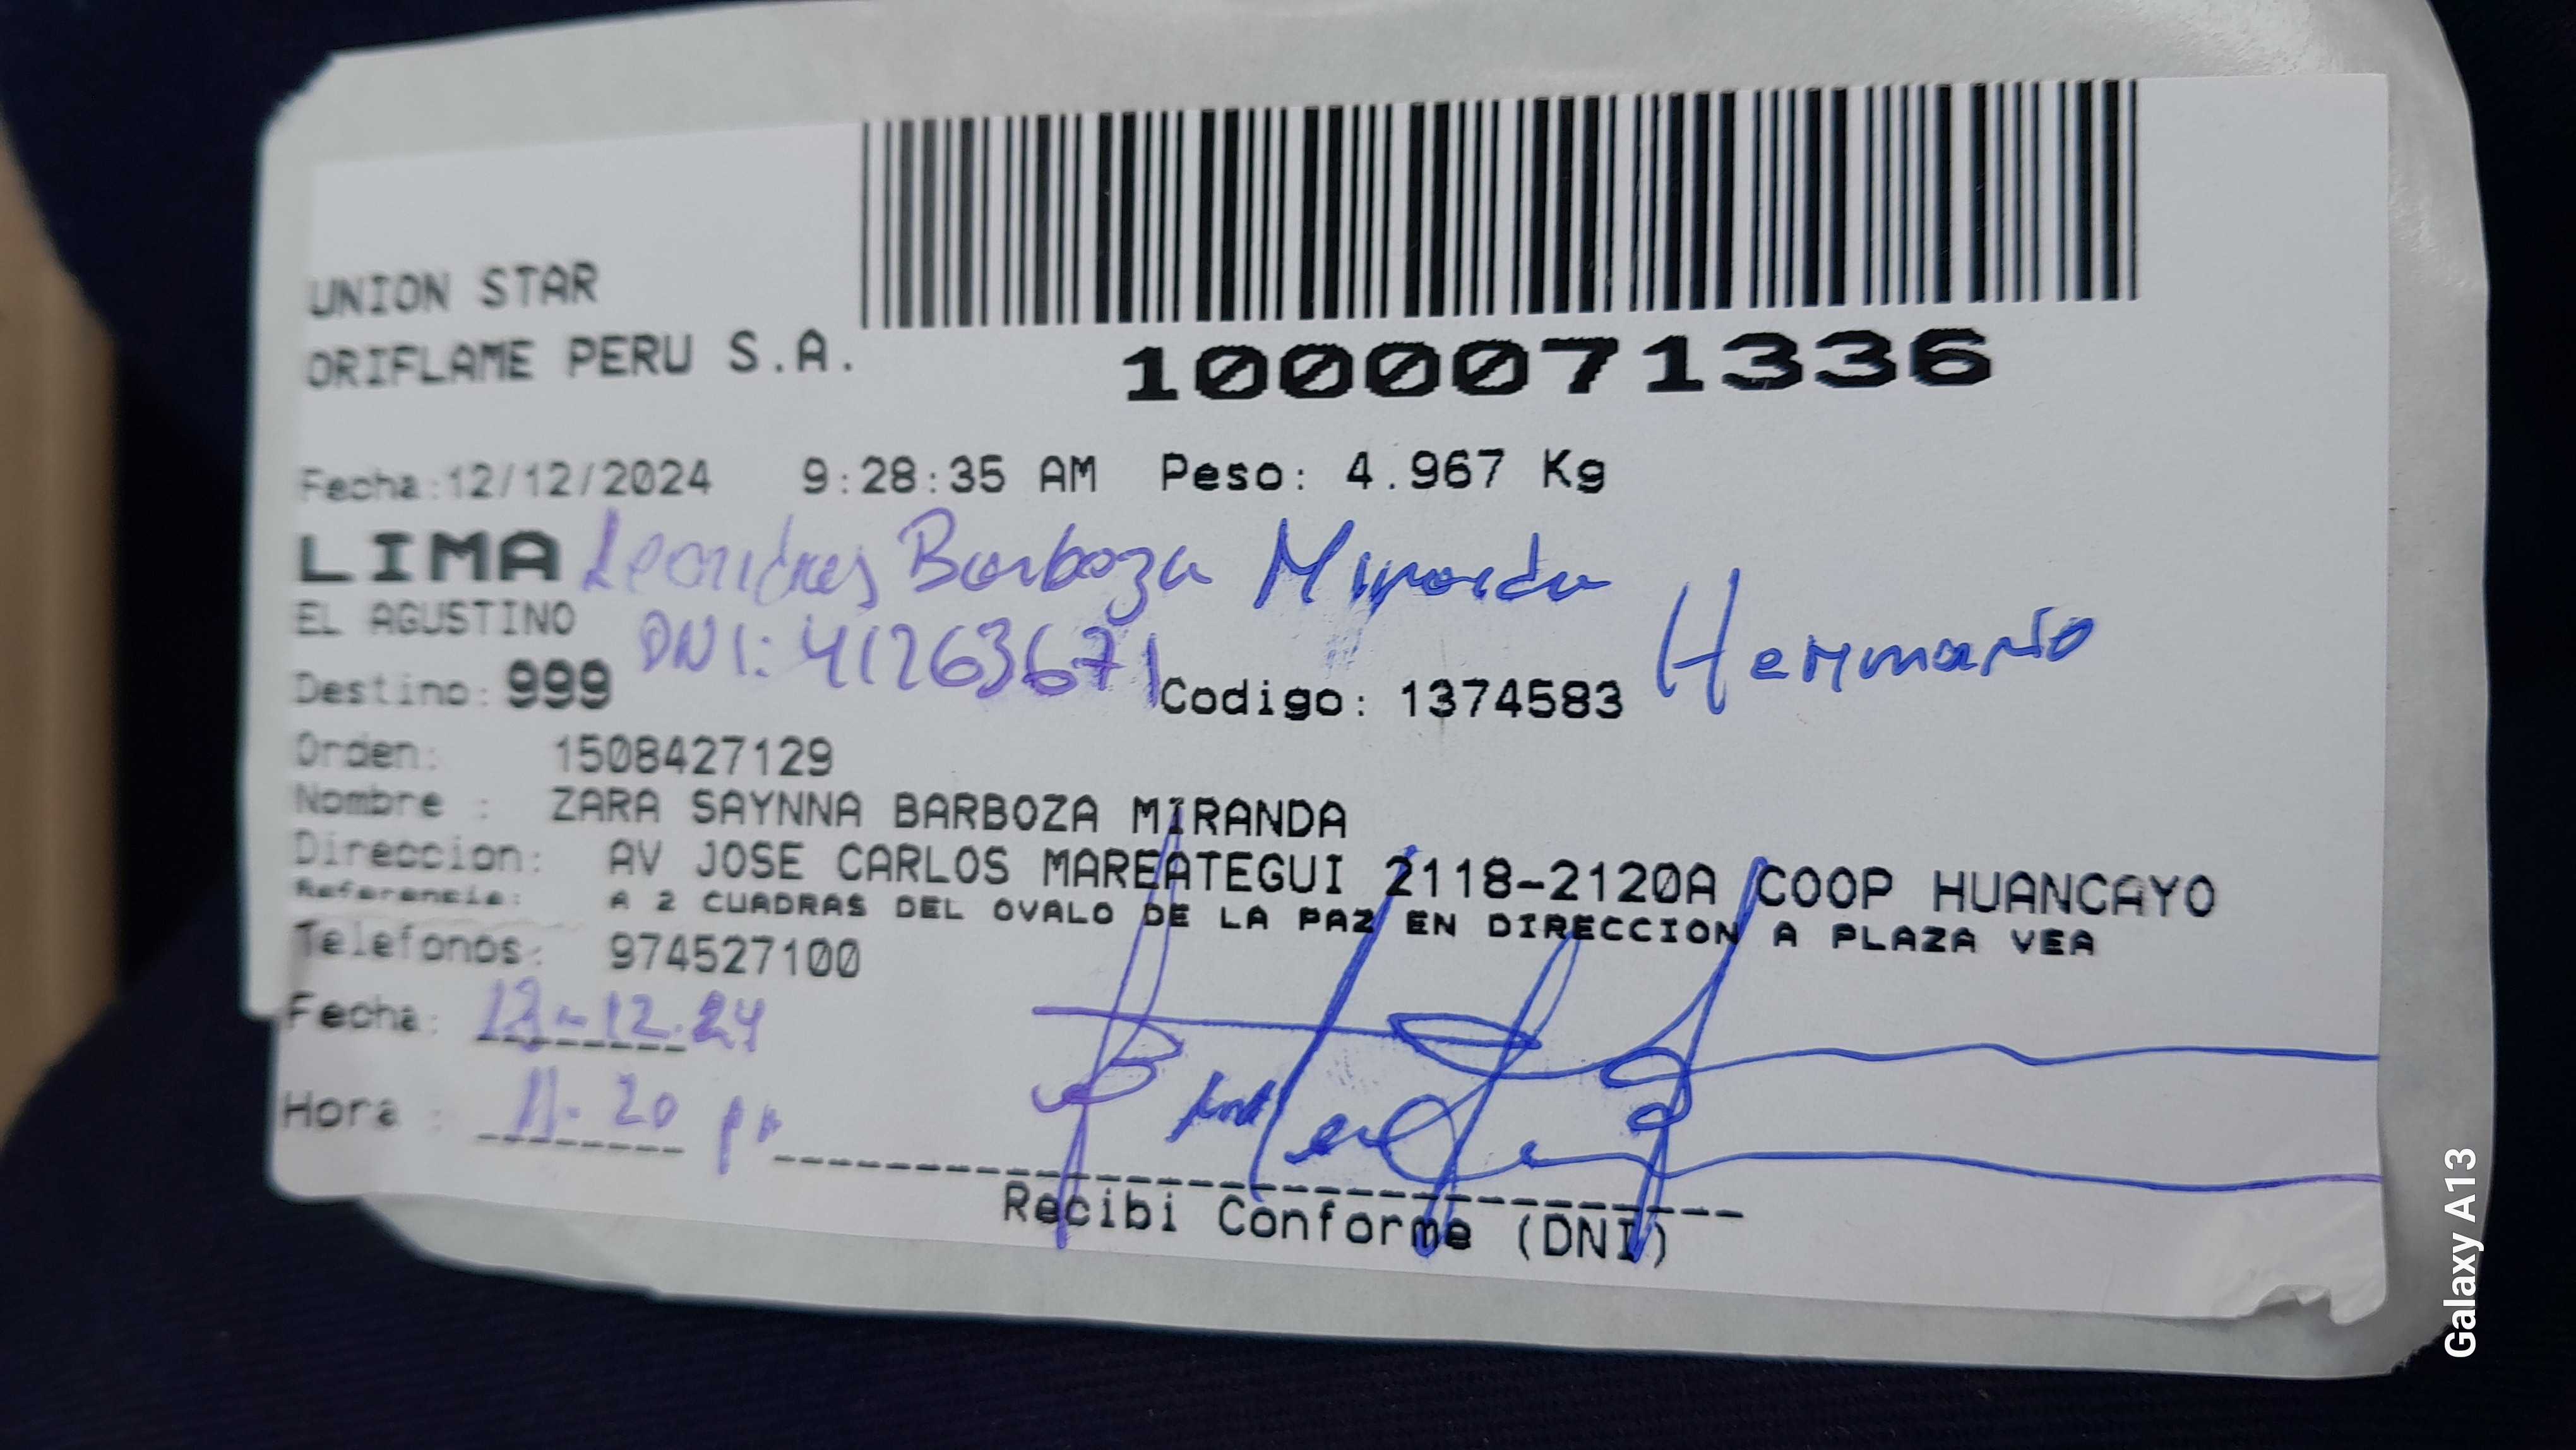 UNION STAR
ORIFLAME PERU S.A.
1000071336
Fecha:12/12/2024 9:28:35 AM Peso: 4.967 Kg
LIMA Leonidas Barboza Miranda
EL AGUSTINO DNI: 41263671 Hermano
Destino: 999 Codigo: 1374583
Orden: 1508427129
Nombre : ZARA SAYNNA BARBOZA MIRANDA
Direccion: AV JOSE CARLOS MAREATEGUI 2118-2120A COOP HUANCAYO
Referencia: A 2 CUADRAS DEL OVALO DE LA PAZ EN DIRECCION A PLAZA VEA
Telefonos: 974527100
Fecha: 13-12.24
Hora : 11.20 pm
Recibi Conforme (DNI)
Galaxy A13